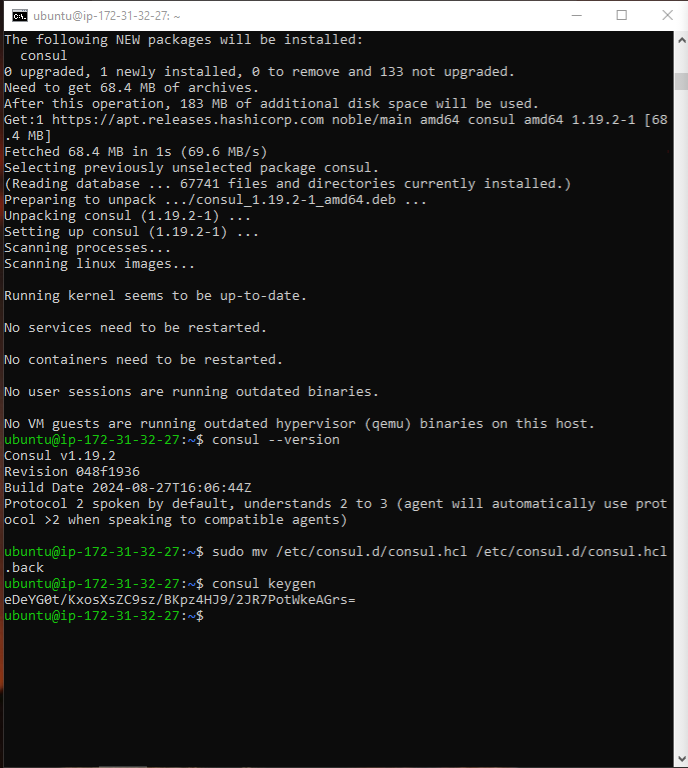 ubuntu@ip-172-31-32-27: ~
The following NEW packages will be installed:
  consul
0 upgraded, 1 newly installed, 0 to remove and 133 not upgraded.
Need to get 68.4 MB of archives.
After this operation, 183 MB of additional disk space will be used.
Get:1 https://apt.releases.hashicorp.com noble/main amd64 consul amd64 1.19.2-1 [68
.4 MB]
Fetched 68.4 MB in 1s (69.6 MB/s)
Selecting previously unselected package consul.
(Reading database ... 67741 files and directories currently installed.)
Preparing to unpack .../consul_1.19.2-1_amd64.deb ...
Unpacking consul (1.19.2-1) ...
Setting up consul (1.19.2-1) ...
Scanning processes...
Scanning linux images...
Running kernel seems to be up-to-date.
No services need to be restarted.
No containers need to be restarted.
No user sessions are running outdated binaries.
No VM guests are running outdated hypervisor (qemu) binaries on this host.
ubuntu@ip-172-31-32-27:~$ consul --version
Consul v1.19.2
Revision 048f1936
Build Date 2024-08-27T16:06:44Z
Protocol 2 spoken by default, understands 2 to 3 (agent will automatically use prot
ocol >2 when speaking to compatible agents)
ubuntu@ip-172-31-32-27:~$ sudo mv /etc/consul.d/consul.hcl /etc/consul.d/consul.hcl
.back
ubuntu@ip-172-31-32-27:~$ consul keygen
eDeYG0t/KxosXsZC9sz/BKpz4HJ9/2JR7PotWkeAGrs=
ubuntu@ip-172-31-32-27:~$